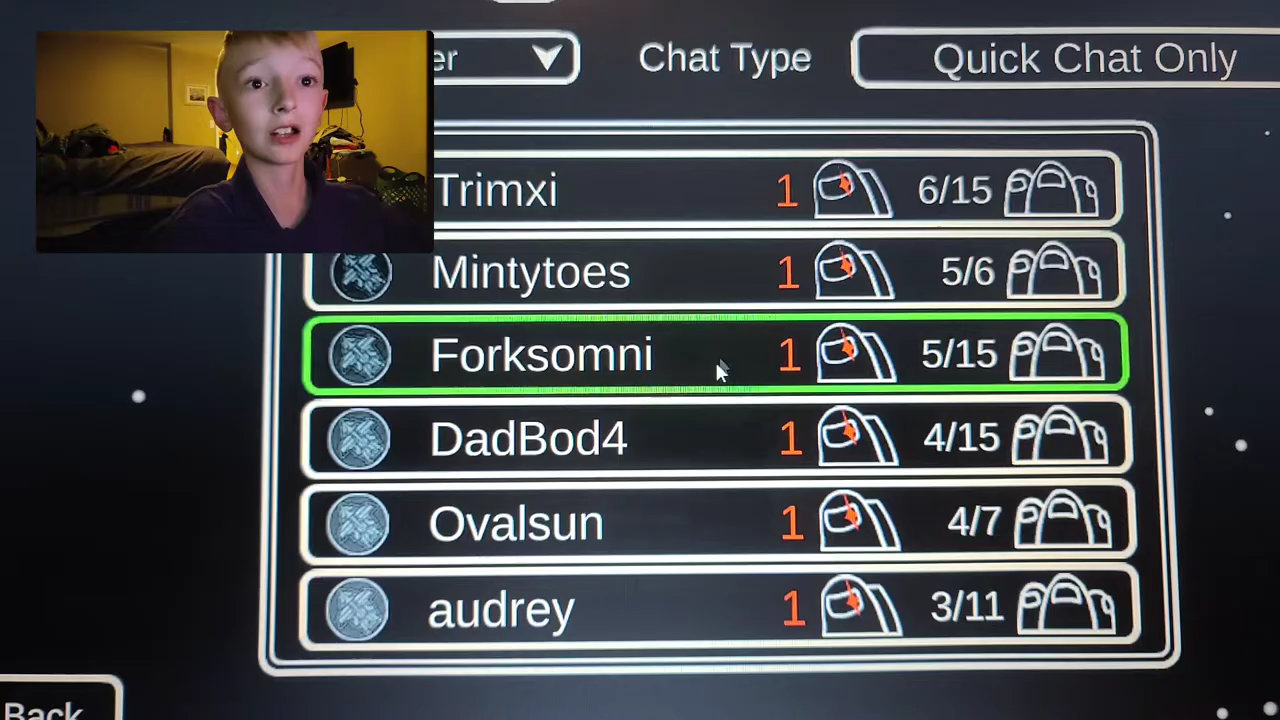 er Chat Type Quick Chat Only
Trimxi 1 6/15
Mintytoes 1 5/6
Forksomni 1 5/15
DadBod4 1 4/15
Ovalsun 1 4/7
audrey 1 3/11
Back